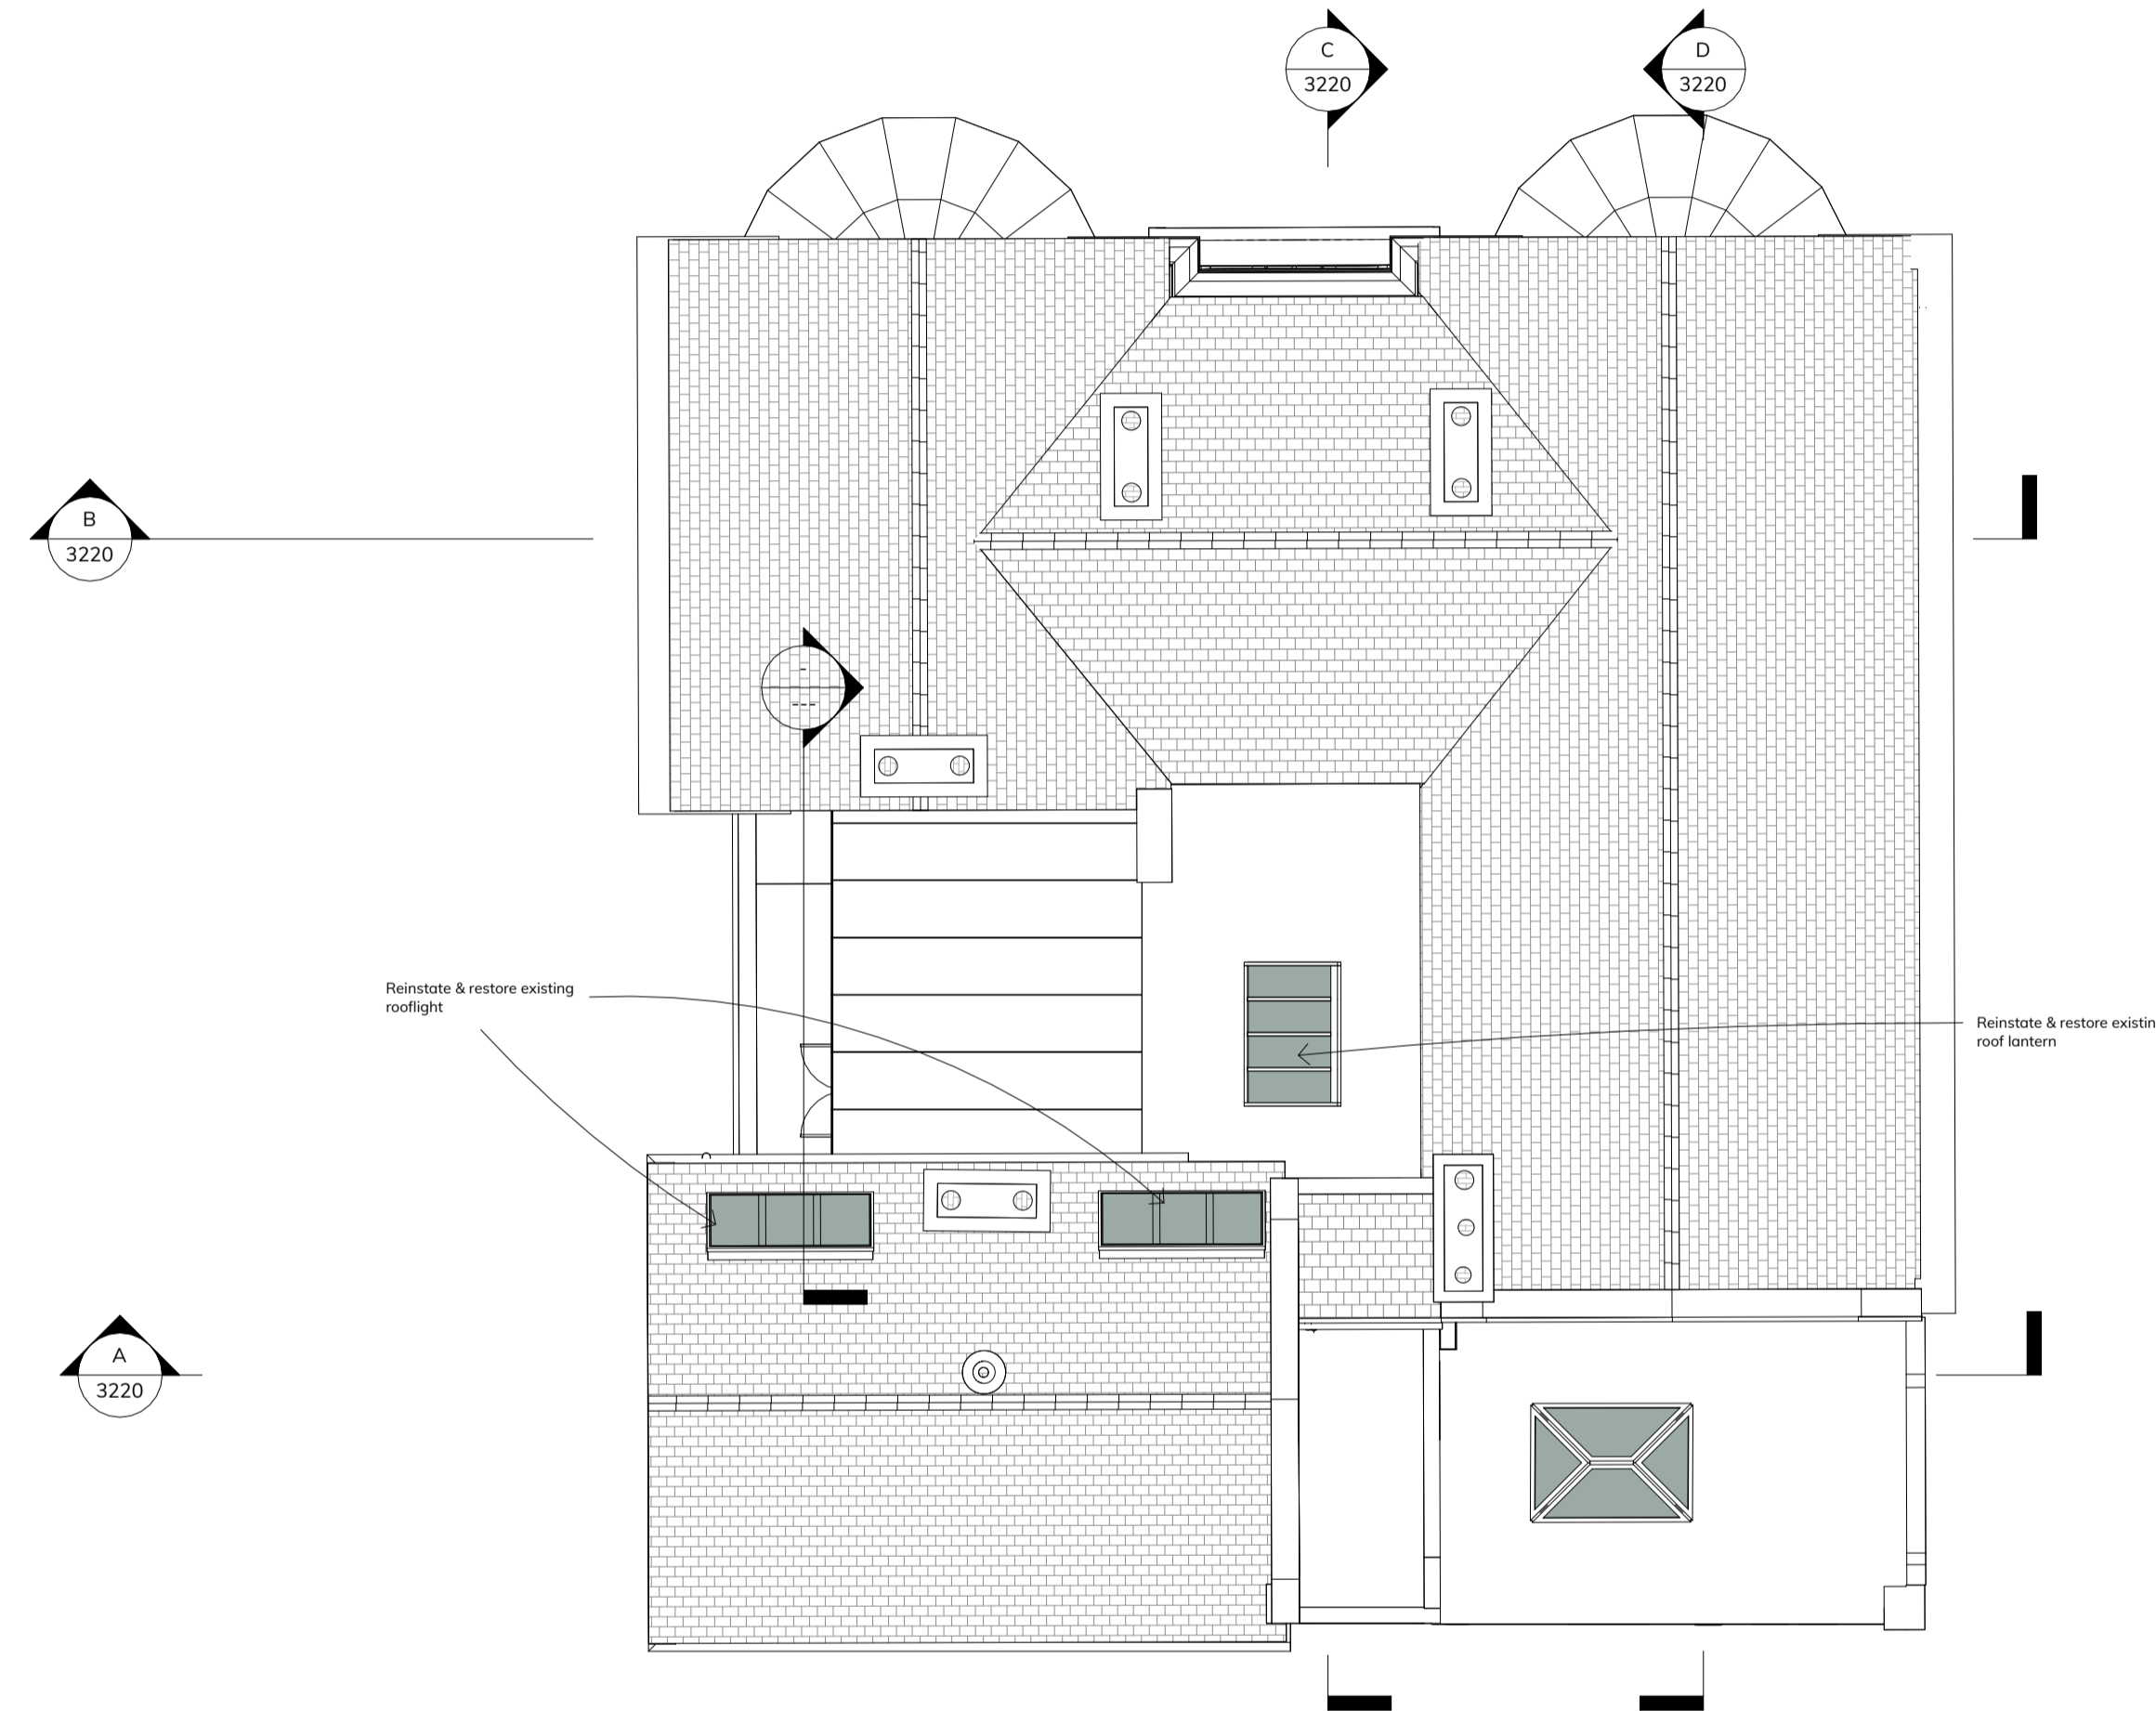 C
3220
D
3220
B
3220
-
---
Reinstate & restore existing
rooflight
Reinstate & restore existin
roof lantern
A
3220